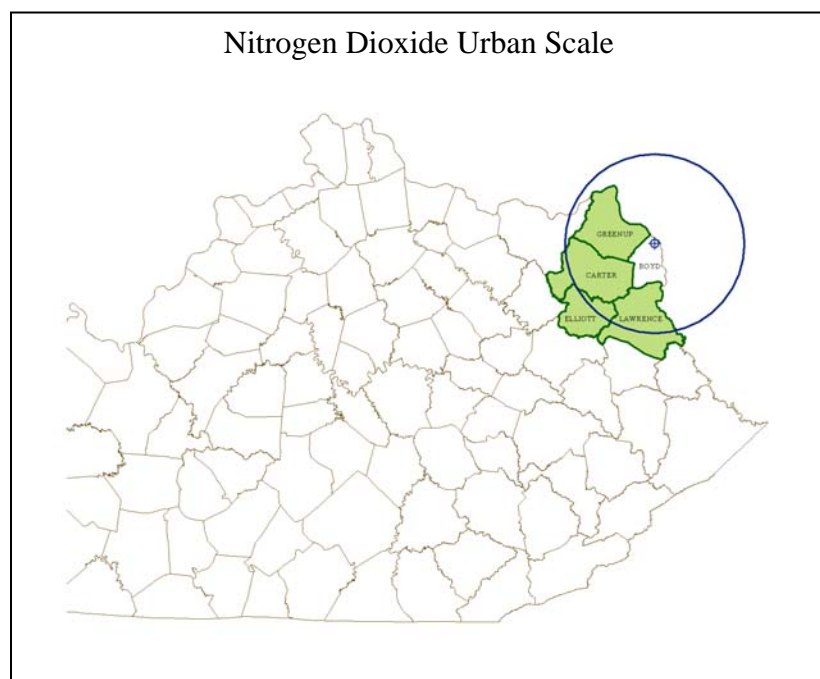 Nitrogen Dioxide Urban Scale
GREENUP
BOYD
CARTER
ELLIOTT
LAWRENCE